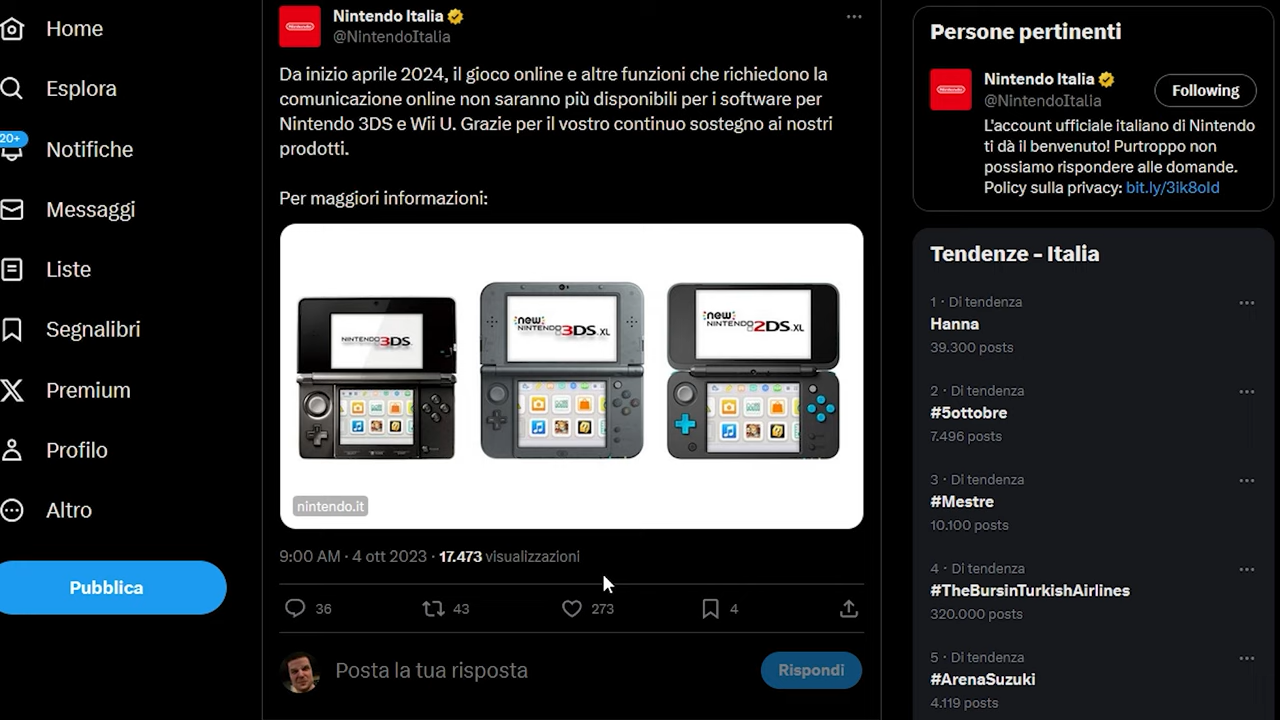 Home
Esplora
20+
Notifiche
Messaggi
Liste
Segnalibri
Premium
Profilo
Altro
Pubblica
Nintendo Italia
@NintendoItalia
Da inizio aprile 2024, il gioco online e altre funzioni che richiedono la
comunicazione online non saranno più disponibili per i software per
Nintendo 3DS e Wii U. Grazie per il vostro continuo sostegno ai nostri
prodotti.
Per maggiori informazioni:
NINTENDO 3DS
new NINTENDO 3DS XL
new NINTENDO 2DS XL
nintendo.it
9:00 AM · 4 ott 2023 · 17.473 visualizzazioni
36 43 273 4
Posta la tua risposta
Rispondi
Persone pertinenti
Nintendo Italia
@NintendoItalia
Following
L'account ufficiale italiano di Nintendo
ti dà il benvenuto! Purtroppo non
possiamo rispondere alle domande.
Policy sulla privacy: bit.ly/3ik8oId
Tendenze – Italia
1 · Di tendenza
Hanna
39.300 posts
2 · Di tendenza
#5ottobre
7.496 posts
3 · Di tendenza
#Mestre
10.100 posts
4 · Di tendenza
#TheBursinTurkishAirlines
320.000 posts
5 · Di tendenza
#ArenaSuzuki
4.119 posts